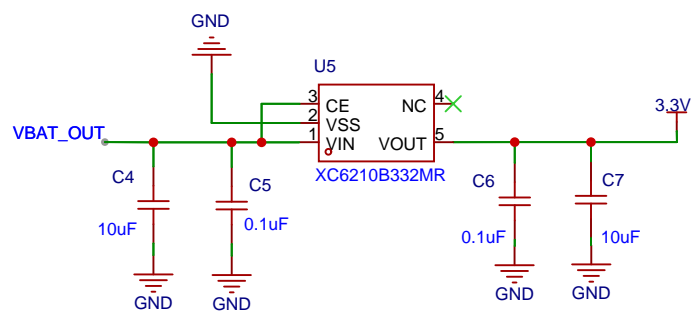 GND
U5
3 CE
4 NC
2 VSS
1 VIN
5 VOUT
3.3V
VBAT_OUT
XC6210B332MR
C4
C5
C6
C7
10uF
0.1uF
0.1uF
10uF
GND
GND
GND
GND